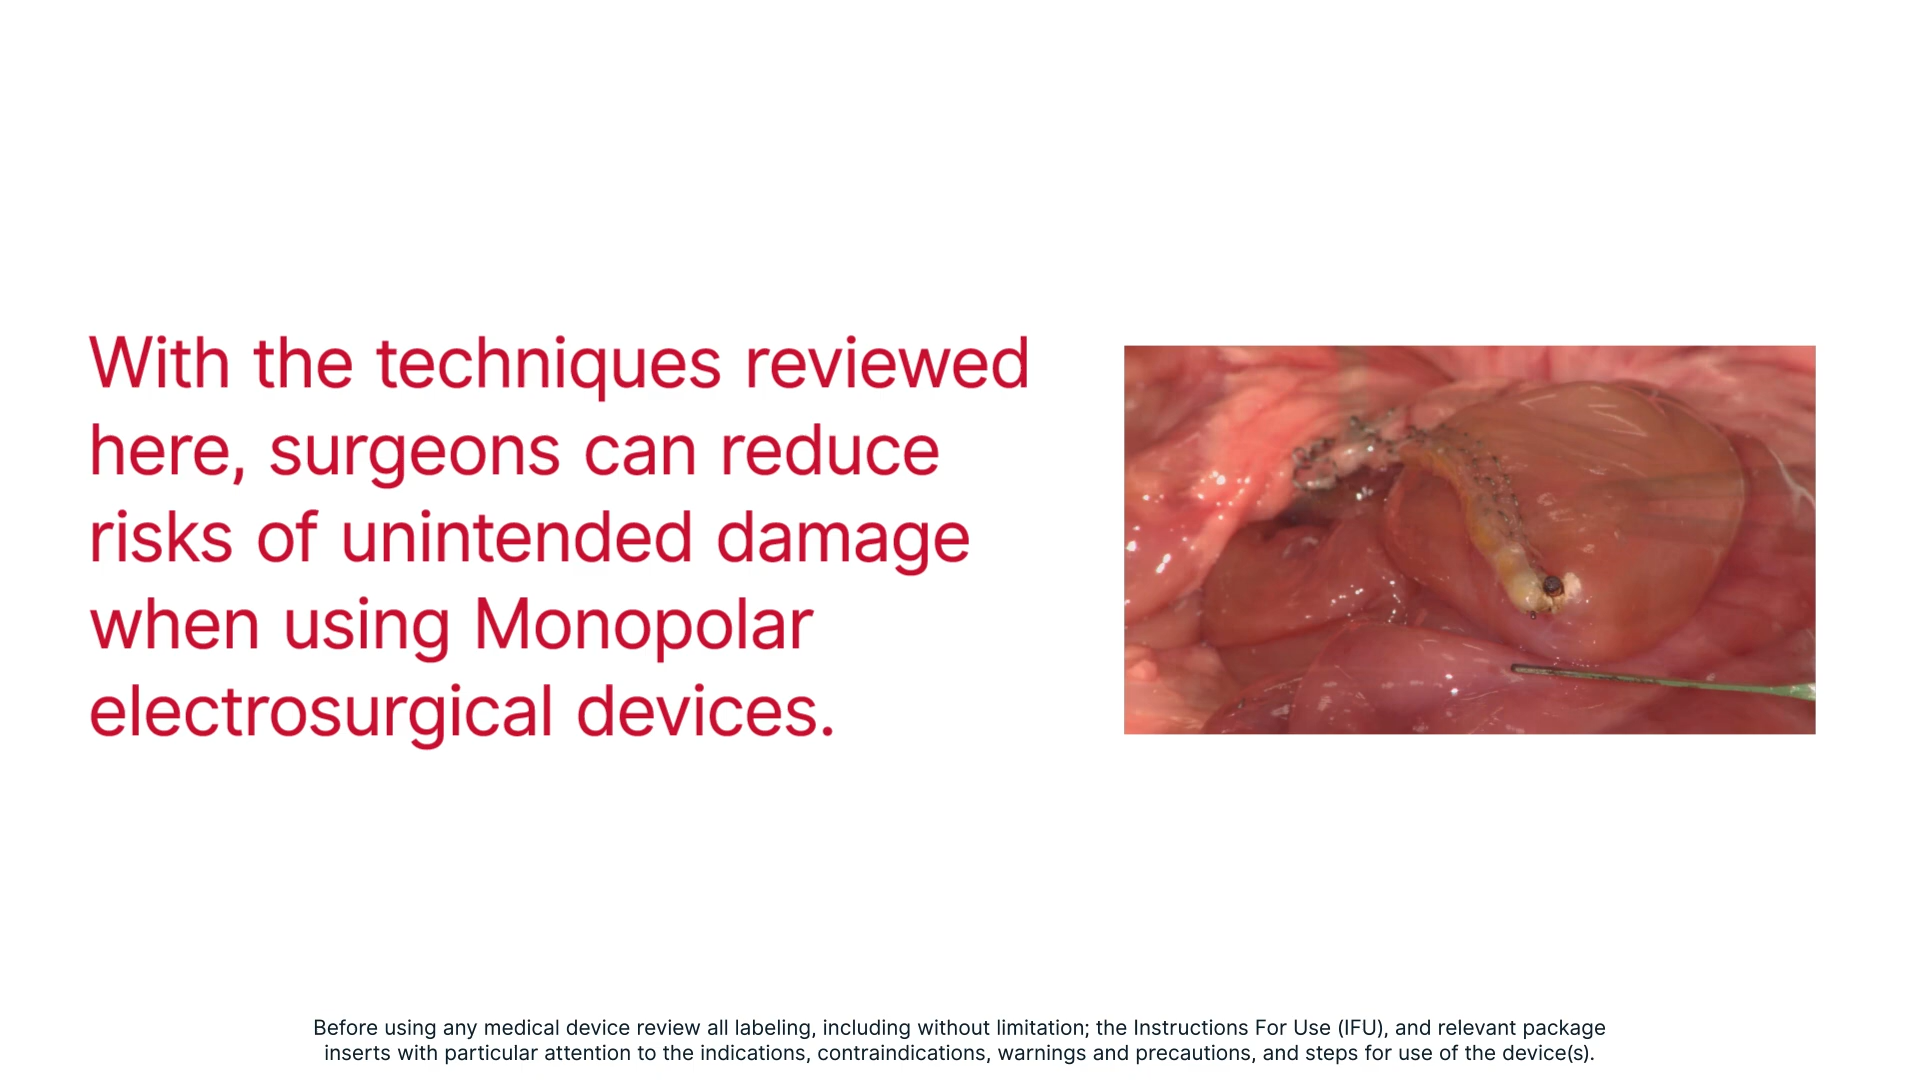 With the techniques reviewed
here, surgeons can reduce
risks of unintended damage
when using Monopolar
electrosurgical devices.
Before using any medical device review all labeling, including without limitation; the Instructions For Use (IFU), and relevant package
inserts with particular attention to the indications, contraindications, warnings and precautions, and steps for use of the device(s).